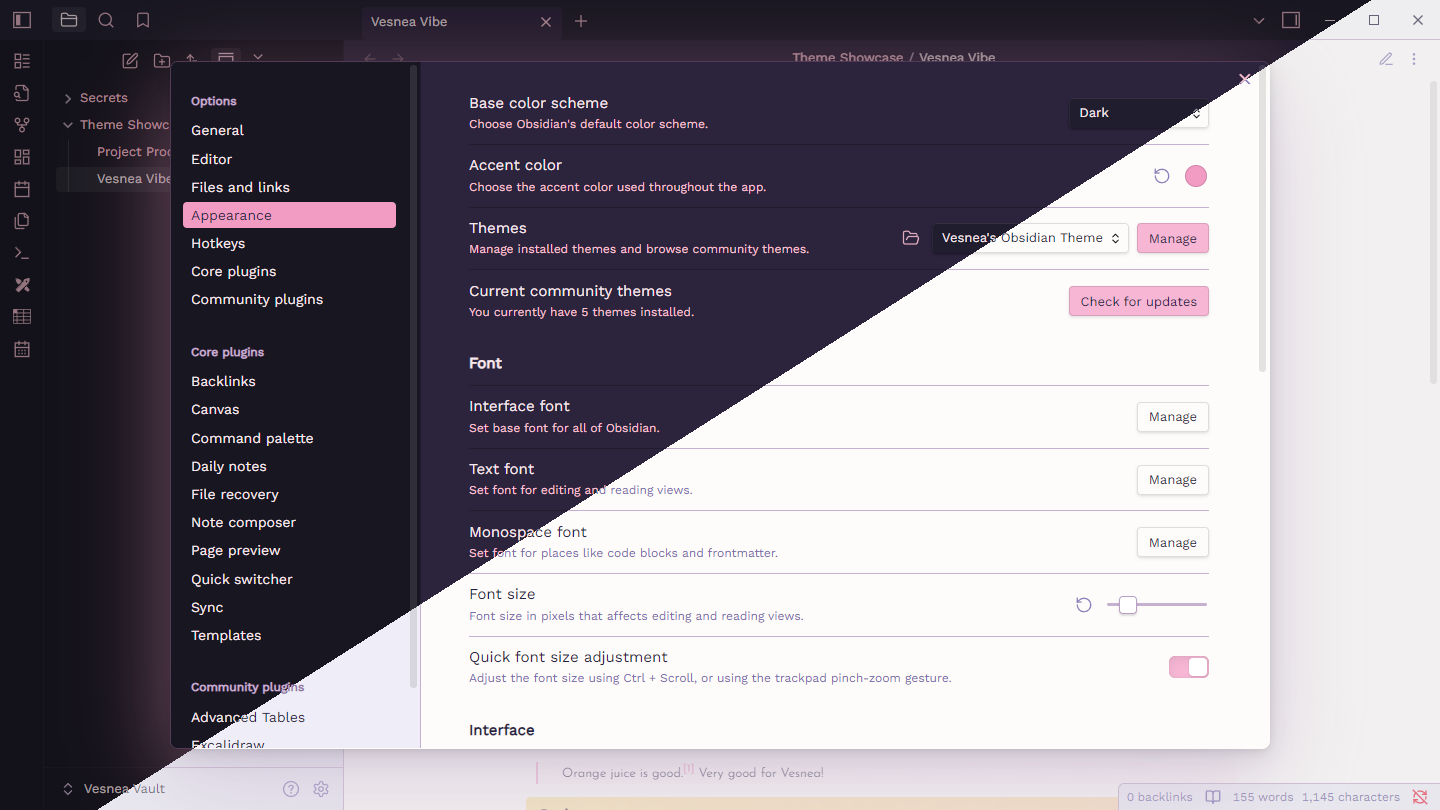 Vesnea Vibe
Theme Showcase / Vesnea Vibe
Secrets
Theme Showc
Project Pro
Vesnea Vibe
Options
General
Editor
Files and links
Appearance
Hotkeys
Core plugins
Community plugins
Core plugins
Backlinks
Canvas
Command palette
Daily notes
File recovery
Note composer
Page preview
Quick switcher
Sync
Templates
Community plugins
Advanced Tables
Excalidraw
Base color scheme
Choose Obsidian's default color scheme.
Dark
Accent color
Choose the accent color used throughout the app.
Themes
Manage installed themes and browse community themes.
Vesnea's Obsidian Theme
Manage
Current community themes
You currently have 5 themes installed.
Check for updates
Font
Interface font
Set base font for all of Obsidian.
Manage
Text font
Set font for editing and reading views.
Manage
Monospace font
Set font for places like code blocks and frontmatter.
Manage
Font size
Font size in pixels that affects editing and reading views.
Quick font size adjustment
Adjust the font size using Ctrl + Scroll, or using the trackpad pinch-zoom gesture.
Interface
Orange juice is good.[1] Very good for Vesnea!
Vesnea Vault
0 backlinks 155 words 1,145 characters